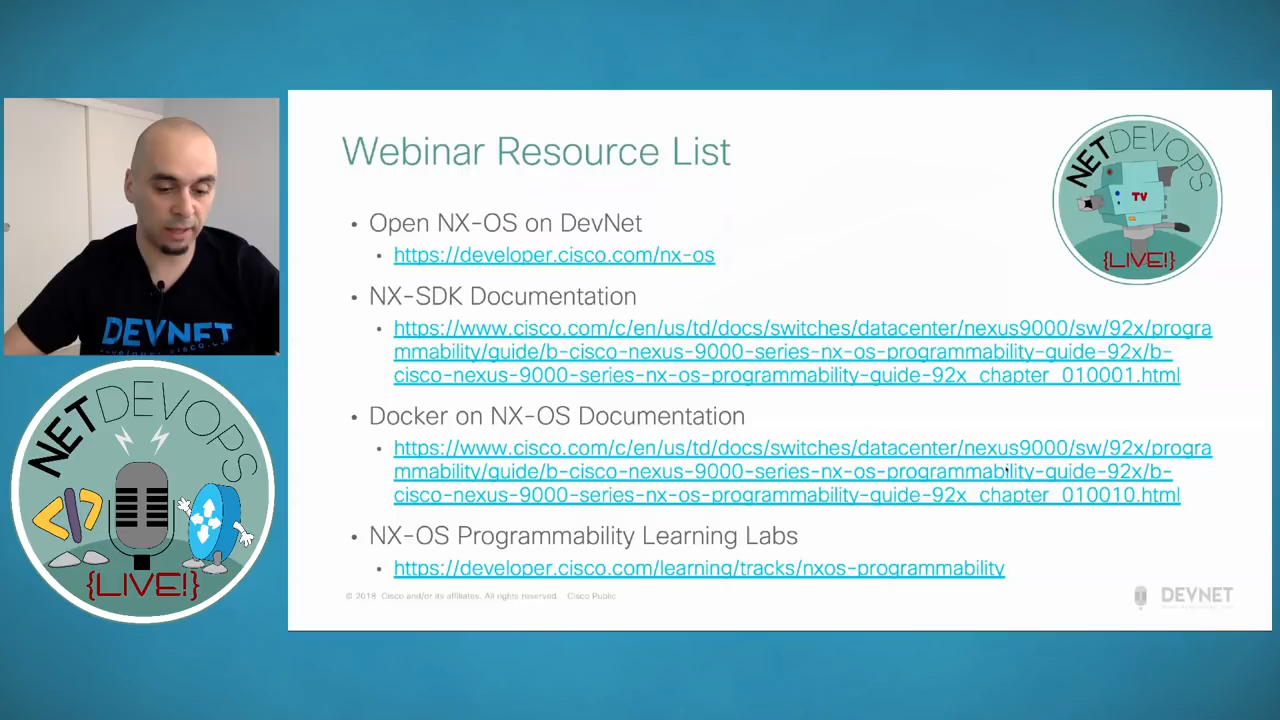 Webinar Resource List
NETDEVOPS
TV
{LIVE!}
• Open NX-OS on DevNet
• https://developer.cisco.com/nx-os
• NX-SDK Documentation
• https://www.cisco.com/c/en/us/td/docs/switches/datacenter/nexus9000/sw/92x/progra
mmability/guide/b-cisco-nexus-9000-series-nx-os-programmability-guide-92x/b-
cisco-nexus-9000-series-nx-os-programmability-guide-92x_chapter_010001.html
• Docker on NX-OS Documentation
• https://www.cisco.com/c/en/us/td/docs/switches/datacenter/nexus9000/sw/92x/progra
mmability/guide/b-cisco-nexus-9000-series-nx-os-programmability-guide-92x/b-
cisco-nexus-9000-series-nx-os-programmability-guide-92x_chapter_010010.html
• NX-OS Programmability Learning Labs
• https://developer.cisco.com/learning/tracks/nxos-programmability
© 2018 Cisco and/or its affiliates. All rights reserved. Cisco Public
DEVNET
DEVNET
NETDEVOPS
</>
{LIVE!}